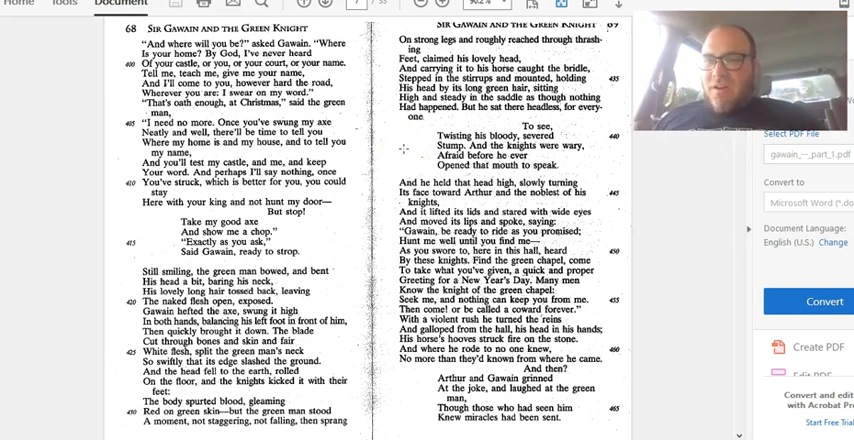 Home
Tools
Document
7
/ 33
90.2%
68 SIR GAWAIN AND THE GREEN KNIGHT
"And where will you be?" asked Gawain. "Where
Is your home? By God, I've never heard
400 Of your castle, or you, or your court, or your name.
Tell me, teach me, give me your name,
And I'll come to you, however hard the road,
Wherever you are: I swear on my word."
"That's oath enough, at Christmas," said the green
man,
405 "I need no more. Once you've swung my axe
Neatly and well, there'll be time to tell you
Where my home is and my house, and to tell you
my name,
And you'll test my castle, and me, and keep
Your word. And perhaps I'll say nothing, once
410 You've struck, which is better for you, you could
stay
Here with your king and not hunt my door—
But stop!
Take my good axe
And show me a chop."
415 "Exactly as you ask,"
Said Gawain, ready to strop.
Still smiling, the green man bowed, and bent
His head a bit, baring his neck,
His lovely long hair tossed back, leaving
420 The naked flesh open, exposed.
Gawain hefted the axe, swung it high
In both hands, balancing his left foot in front of him,
Then quickly brought it down. The blade
Cut through bones and skin and fair
425 White flesh, split the green man's neck
So swiftly that its edge slashed the ground.
And the head fell to the earth, rolled
On the floor, and the knights kicked it with their
feet:
The body spurted blood, gleaming
430 Red on green skin—but the green man stood
A moment, not staggering, not falling, then sprang
SIR GAWAIN AND THE GREEN KNIGHT 69
On strong legs and roughly reached through thrash-
ing
Feet, claimed his lovely head,
And carrying it to his horse caught the bridle,
Stepped in the stirrups and mounted, holding 435
His head by its long green hair, sitting
High and steady in the saddle as though nothing
Had happened. But he sat there headless, for every-
one
To see,
Twisting his bloody, severed 440
Stump. And the knights were wary,
Afraid before he ever
Opened that mouth to speak.
And he held that head high, slowly turning
Its face toward Arthur and the noblest of his 445
knights,
And it lifted its lids and stared with wide eyes
And moved its lips and spoke, saying:
"Gawain, be ready to ride as you promised;
Hunt me well until you find me—
As you swore to, here in this hall, heard 450
By these knights. Find the green chapel, come
To take what you've given, a quick and proper
Greeting for a New Year's Day. Many men
Know the knight of the green chapel:
Seek me, and nothing can keep you from me. 455
Then come! or be called a coward forever."
With a violent rush he turned the reins
And galloped from the hall, his head in his hands;
His horse's hooves struck fire on the stone.
And where he rode to no one knew, 460
No more than they'd known from where he came.
And then?
Arthur and Gawain grinned
At the joke, and laughed at the green
man,
Though those who had seen him 465
Knew miracles had been sent.
Select PDF File
gawain_--_part_1.pdf
Convert to
Microsoft Word (*.do
Document Language:
English (U.S.) Change
Convert
Create PDF
Edit PDF
Convert and edit
with Acrobat Pr
Start Free Trial